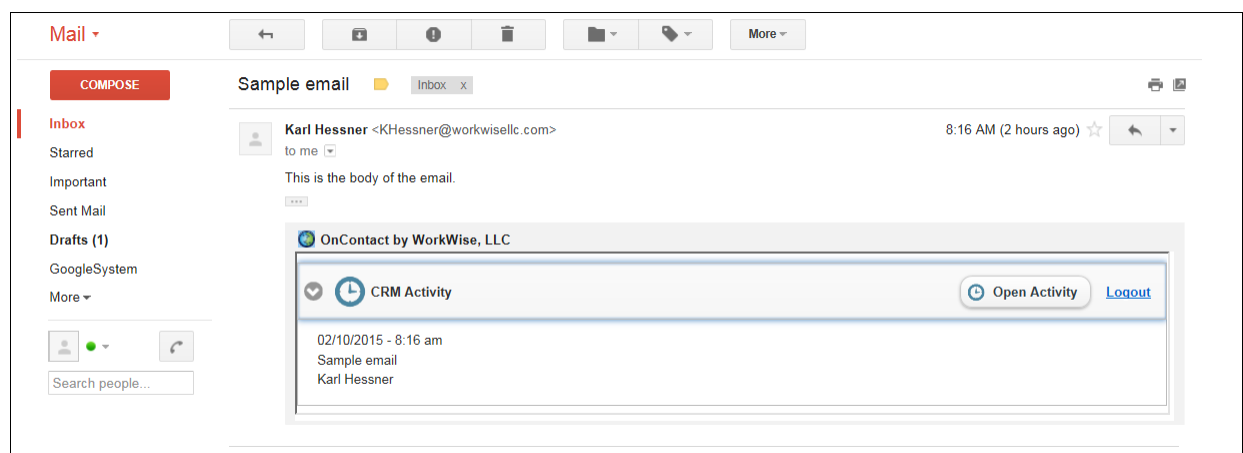 Mail
More
COMPOSE
Sample email
Inbox x
Inbox
Starred
Important
Sent Mail
Drafts (1)
GoogleSystem
More
Search people...
Karl Hessner <KHessner@workwisellc.com>
8:16 AM (2 hours ago)
to me
This is the body of the email.
OnContact by WorkWise, LLC
CRM Activity
Open Activity
Logout
02/10/2015 - 8:16 am
Sample email
Karl Hessner